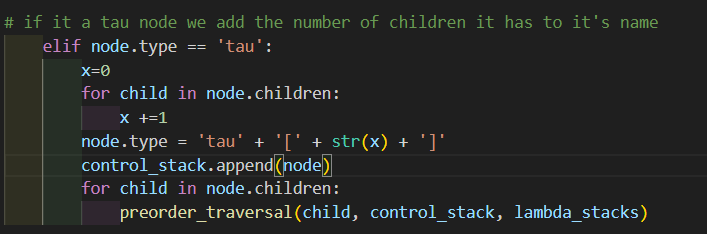 # if it a tau node we add the number of children it has to it's name
elif node.type == 'tau':
x=0
for child in node.children:
x +=1
node.type = 'tau' + '[' + str(x) + ']'
control_stack.append(node)
for child in node.children:
preorder_traversal(child, control_stack, lambda_stacks)